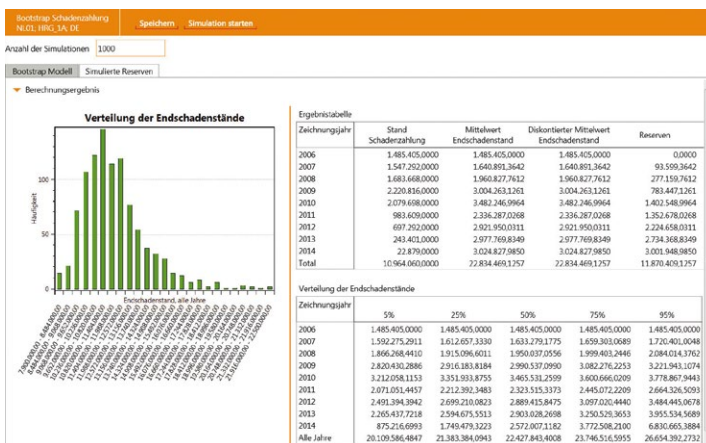 Bootstrap Schadenzahlung
NL01; HRG_1A; DE
Speichern Simulation starten
Anzahl der Simulationen 1000
Bootstrap Modell Simulierte Reserven
Berechnungsergebnis
Verteilung der Endschadenstände
Häufigkeit
100
50
0
Endschadenstand, alle Jahre
Ergebnistabelle
Zeichnungsjahr Stand Schadenzahlung Mittelwert Endschadenstand Diskontierter Mittelwert Endschadenstand Reserven
2006 1.485.405,0000 1.485.405,0000 1.485.405,0000 0,0000
2007 1.547.292,0000 1.640.891,3642 1.640.891,3642 93.599,3642
2008 1.683.668,0000 1.960.827,7612 1.960.827,7612 277.159,7612
2009 2.220.816,0000 3.004.263,1261 3.004.263,1261 783.447,1261
2010 2.079.698,0000 3.482.246,9964 3.482.246,9964 1.402.548,9964
2011 983.609,0000 2.336.287,0268 2.336.287,0268 1.352.678,0268
2012 697.292,0000 2.921.950,0311 2.921.950,0311 2.224.658,0311
2013 243.401,0000 2.977.769,8349 2.977.769,8349 2.734.368,8349
2014 22.879,0000 3.024.827,9850 3.024.827,9850 3.001.948,9850
Total 10.964.060,0000 22.834.469,1257 22.834.469,1257 11.870.409,1257
Verteilung der Endschadenstände
Zeichnungsjahr 5% 25% 50% 75% 95%
2006 1.485.405,0000 1.485.405,0000 1.485.405,0000 1.485.405,0000 1.485.405,0000
2007 1.592.275,2911 1.612.657,3330 1.633.279,1775 1.659.303,0689 1.720.401,0048
2008 1.866.268,4410 1.915.096,6011 1.950.037,0556 1.999.403,2446 2.084.014,3762
2009 2.820.430,2886 2.916.183,8184 2.990.537,0990 3.082.276,2253 3.221.943,1074
2010 3.212.058,1153 3.351.933,8755 3.465.531,2599 3.600.666,0209 3.778.867,9443
2011 2.071.051,4457 2.212.392,3483 2.323.515,5373 2.445.072,2209 2.664.326,5093
2012 2.491.394,3942 2.699.210,0823 2.889.415,8475 3.097.020,4440 3.484.445,0678
2013 2.265.437,7218 2.594.675,5513 2.903.028,2698 3.250.529,3653 3.955.534,5689
2014 875.216,6993 1.749.479,3223 2.572.007,1182 3.772.508,2100 6.830.665,3884
Alle Jahre 20.109.586,4847 21.383.384,0943 22.427.843,4008 23.746.516,5955 26.654.392,2732